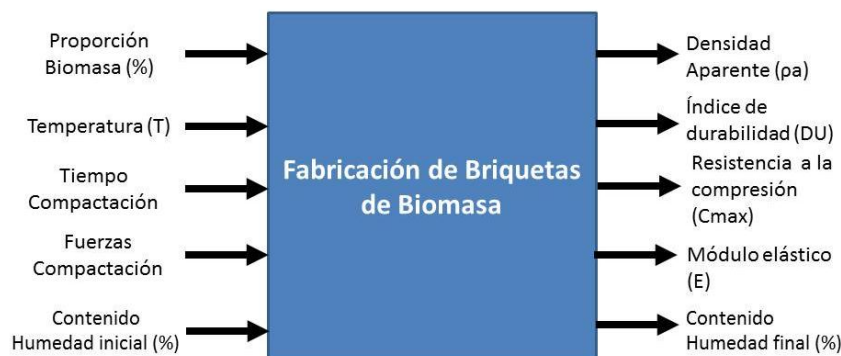 Proporción
Biomasa (%)
Temperatura (T)
Tiempo
Compactación
Fuerzas
Compactación
Contenido
Humedad inicial (%)
Fabricación de Briquetas
de Biomasa
Densidad
Aparente (ρa)
Índice de
durabilidad (DU)
Resistencia a la
compresión
(Cmax)
Módulo elástico
(E)
Contenido
Humedad final (%)